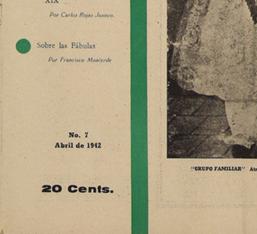 XIX
Por Carlos Rojas Juanco.
Sobre las Fábulas
Por Francisco Monterde
No. 7
Abril de 1942
20 Cents.
"GRUPO FAMILIAR"